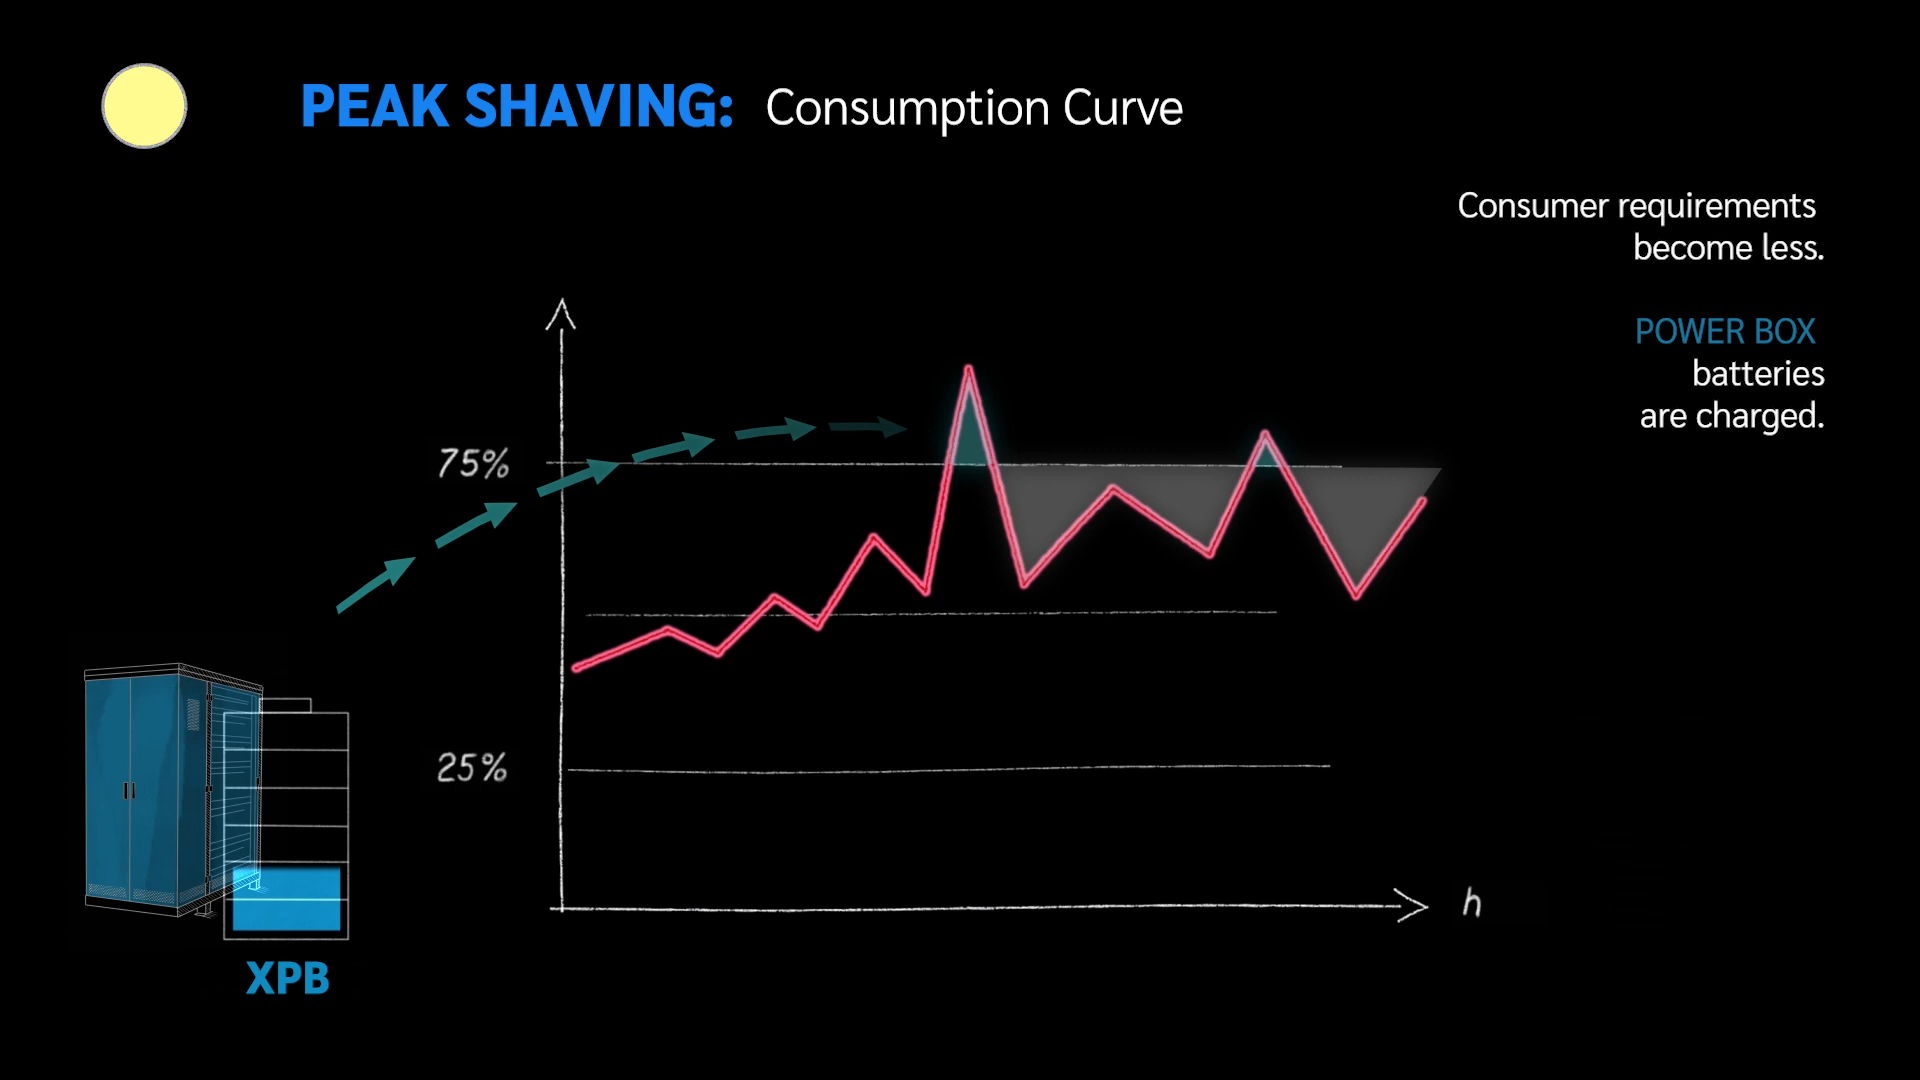 PEAK SHAVING: Consumption Curve
Consumer requirements
become less.
POWER BOX
batteries
are charged.
75%
25%
h
XPB